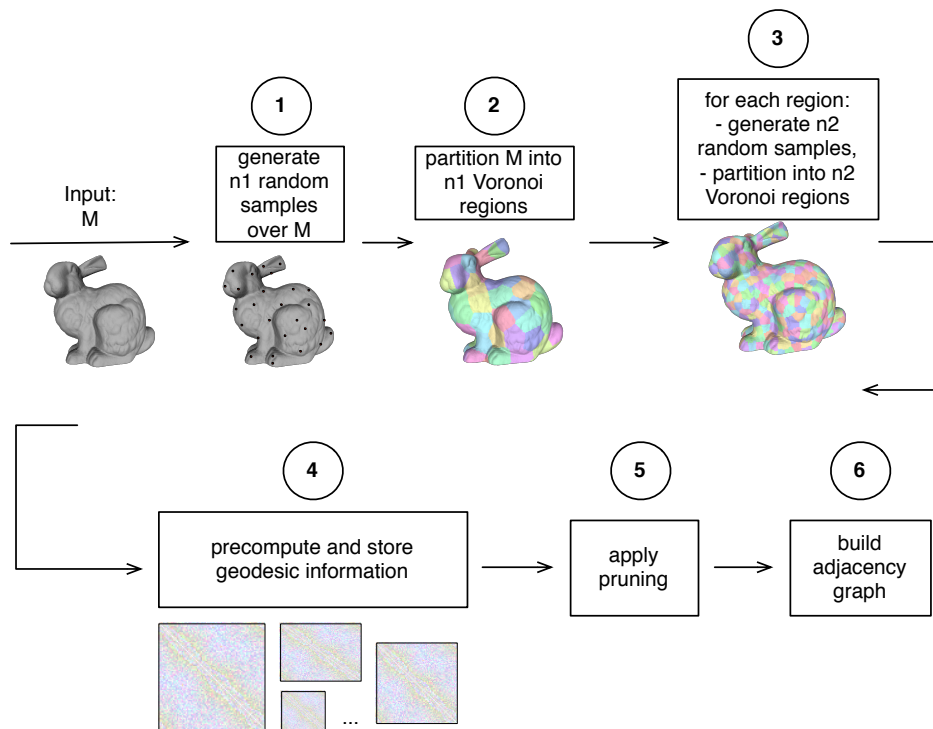 1
generate
n1 random
samples
over M
2
partition M into
n1 Voronoi
regions
3
for each region:
- generate n2
random samples,
- partition into n2
Voronoi regions
Input:
M
4
precompute and store
geodesic information
...
5
apply
pruning
6
build
adjacency
graph